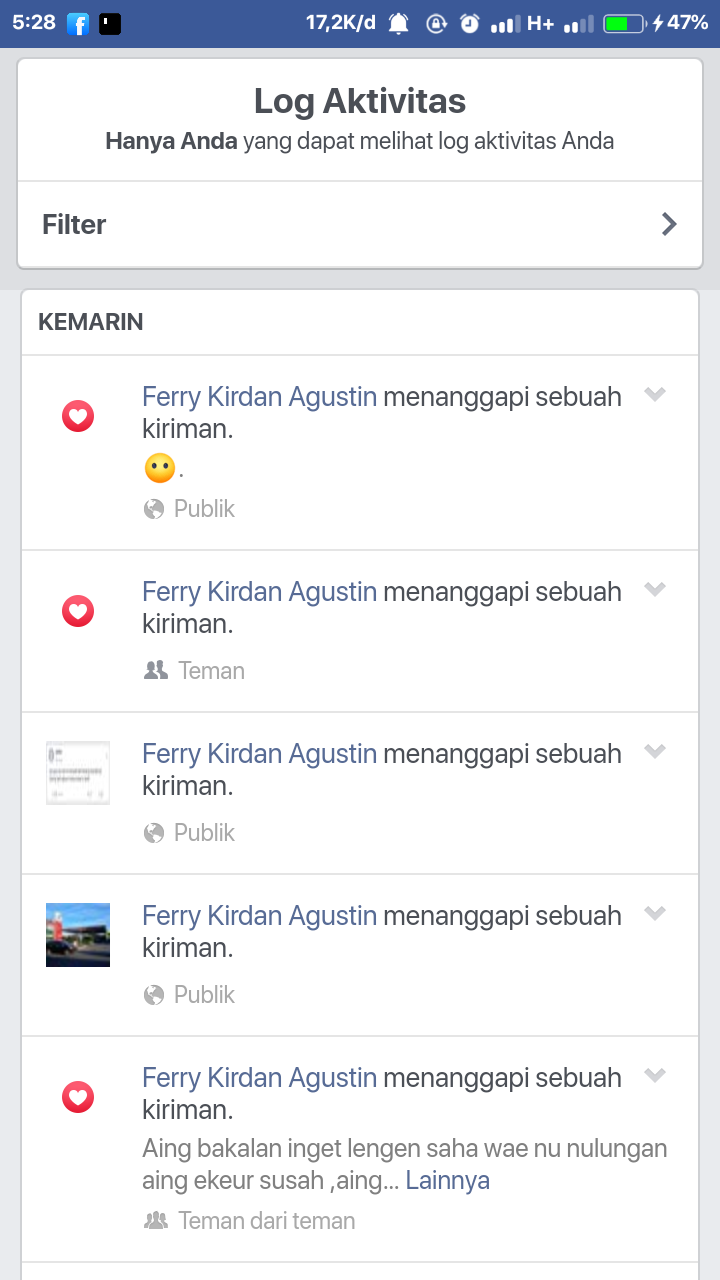 5:28 17,2K/d H+ 47%
Log Aktivitas
Hanya Anda yang dapat melihat log aktivitas Anda
Filter
KEMARIN
Ferry Kirdan Agustin menanggapi sebuah
kiriman.
😶.
Publik
Ferry Kirdan Agustin menanggapi sebuah
kiriman.
Teman
Ferry Kirdan Agustin menanggapi sebuah
kiriman.
Publik
Ferry Kirdan Agustin menanggapi sebuah
kiriman.
Publik
Ferry Kirdan Agustin menanggapi sebuah
kiriman.
Aing bakalan inget lengen saha wae nu nulungan
aing ekeur susah ,aing... Lainnya
Teman dari teman